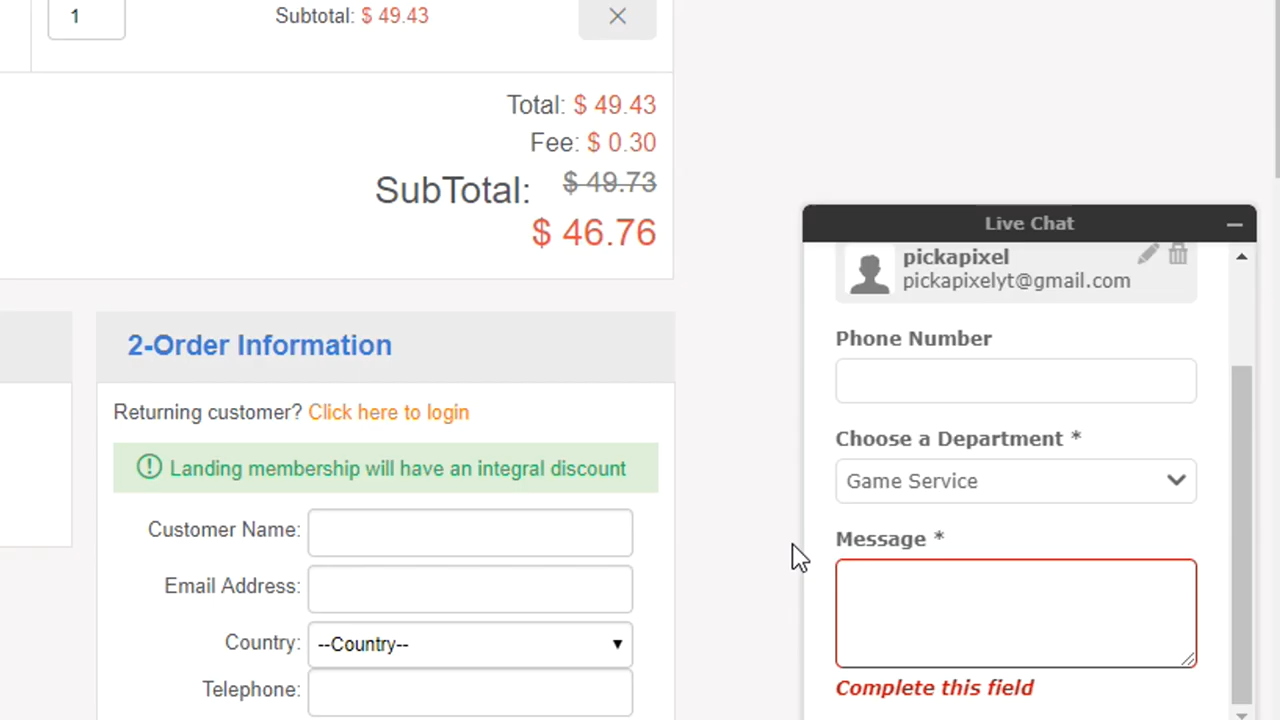 1
Subtotal: $ 49.43
Total: $ 49.43
Fee: $ 0.30
SubTotal: $ 49.73
$ 46.76
2-Order Information
Returning customer? Click here to login
Landing membership will have an integral discount
Customer Name:
Email Address:
Country: --Country--
Telephone:
Live Chat
pickapixel
pickapixelyt@gmail.com
Phone Number
Choose a Department *
Game Service
Message *
Complete this field